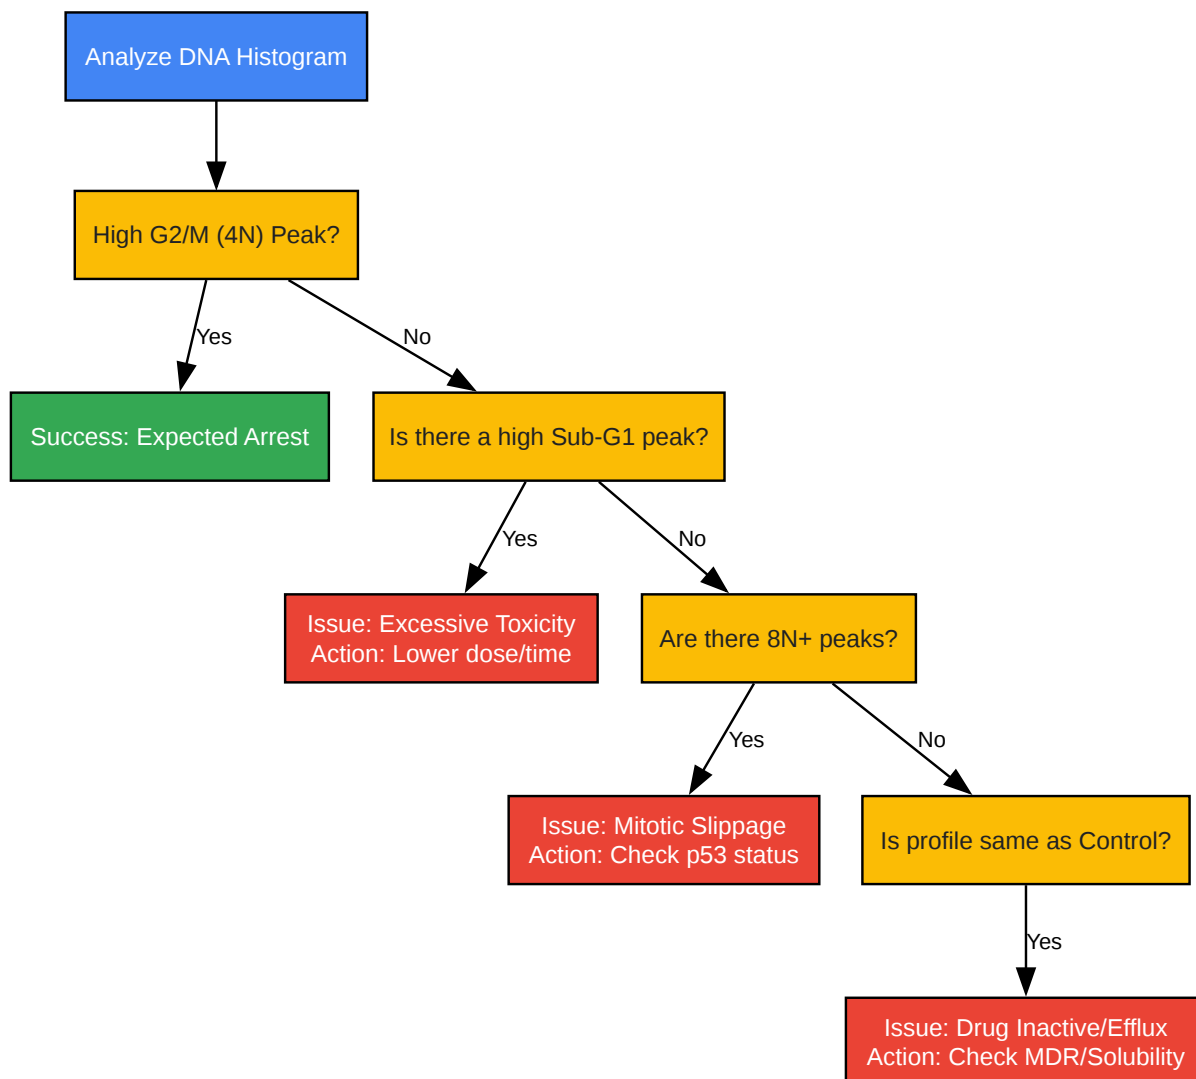 Analyze DNA Histogram
High G2/M (4N) Peak?
Yes
No
Success: Expected Arrest
Is there a high Sub-G1 peak?
Yes
No
Issue: Excessive Toxicity
Action: Lower dose/time
Are there 8N+ peaks?
Yes
No
Issue: Mitotic Slippage
Action: Check p53 status
Is profile same as Control?
Yes
Issue: Drug Inactive/Efflux
Action: Check MDR/Solubility